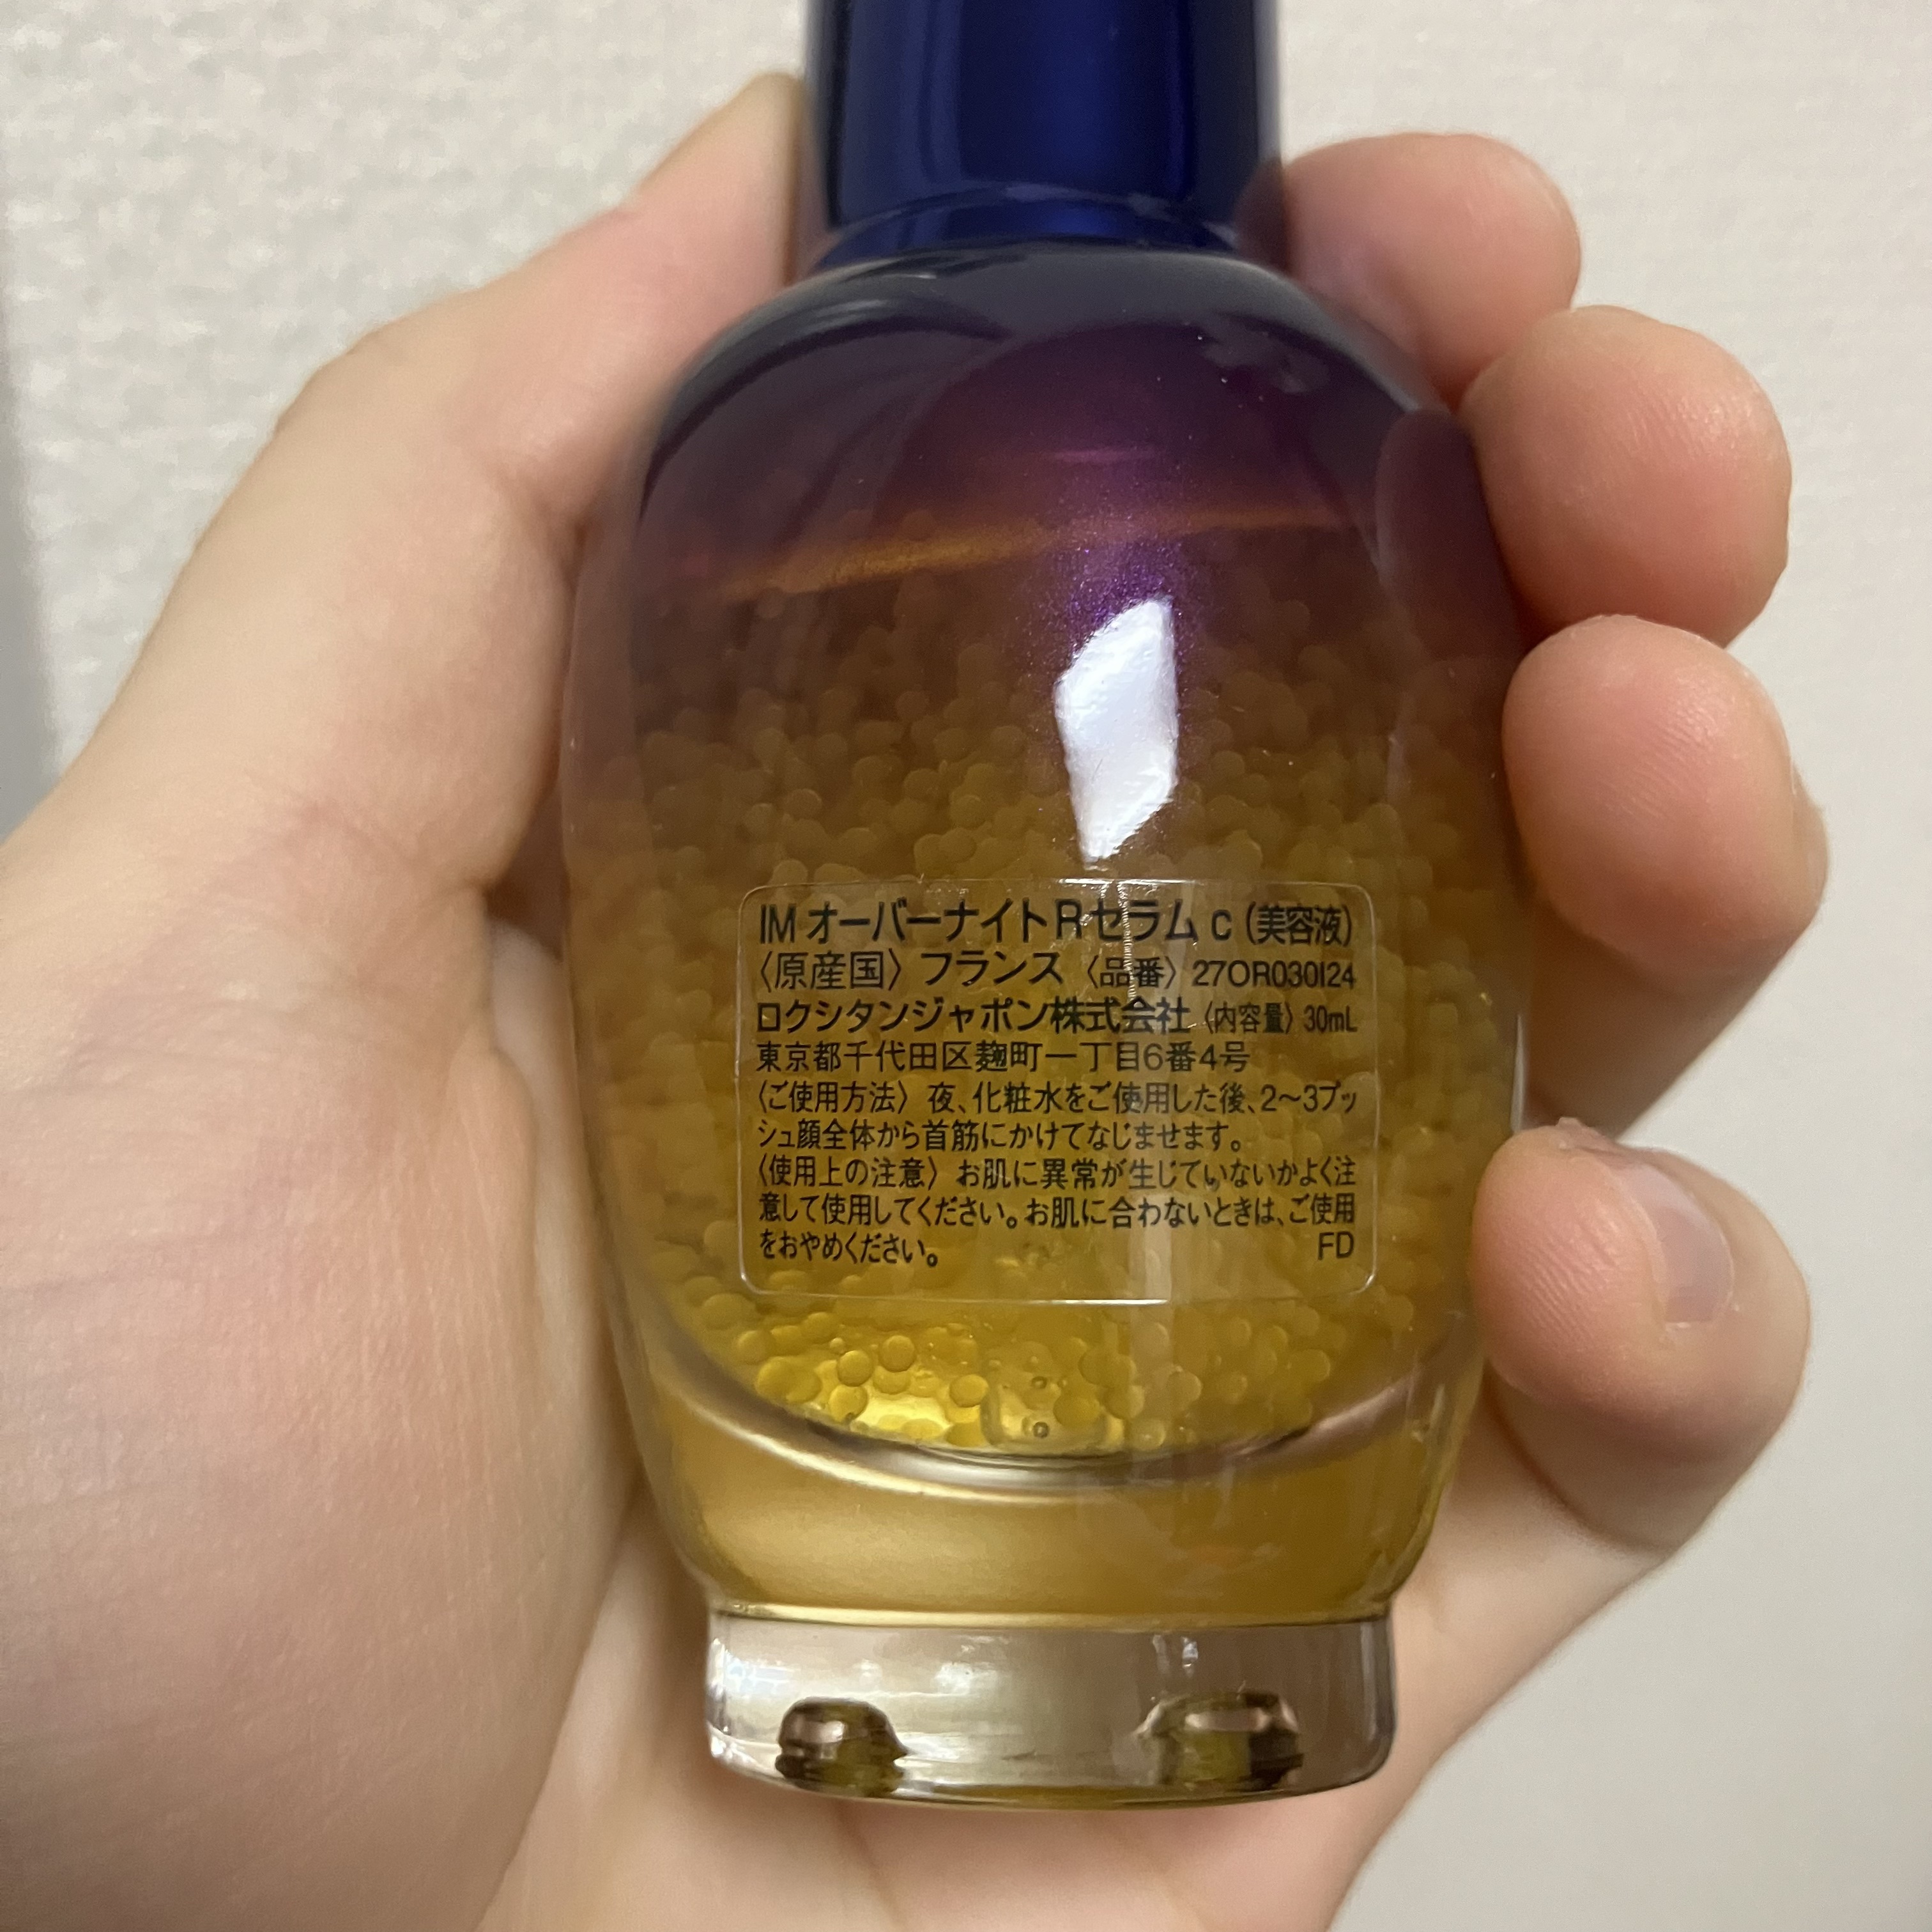 IM オーバーナイトRセラム c (美容液)
〈原産国〉 フランス 〈品番〉 27OR030I24
ロクシタンジャポン株式会社 〈内容量〉 30mL
東京都千代田区麹町一丁目6番4号
〈ご使用方法〉 夜、化粧水をご使用した後、2〜3プッ
シュ顔全体から首筋にかけてなじませます。
〈使用上の注意〉 お肌に異常が生じていないかよく注
意して使用してください。お肌に合わないときは、ご使用
をおやめください。 FD